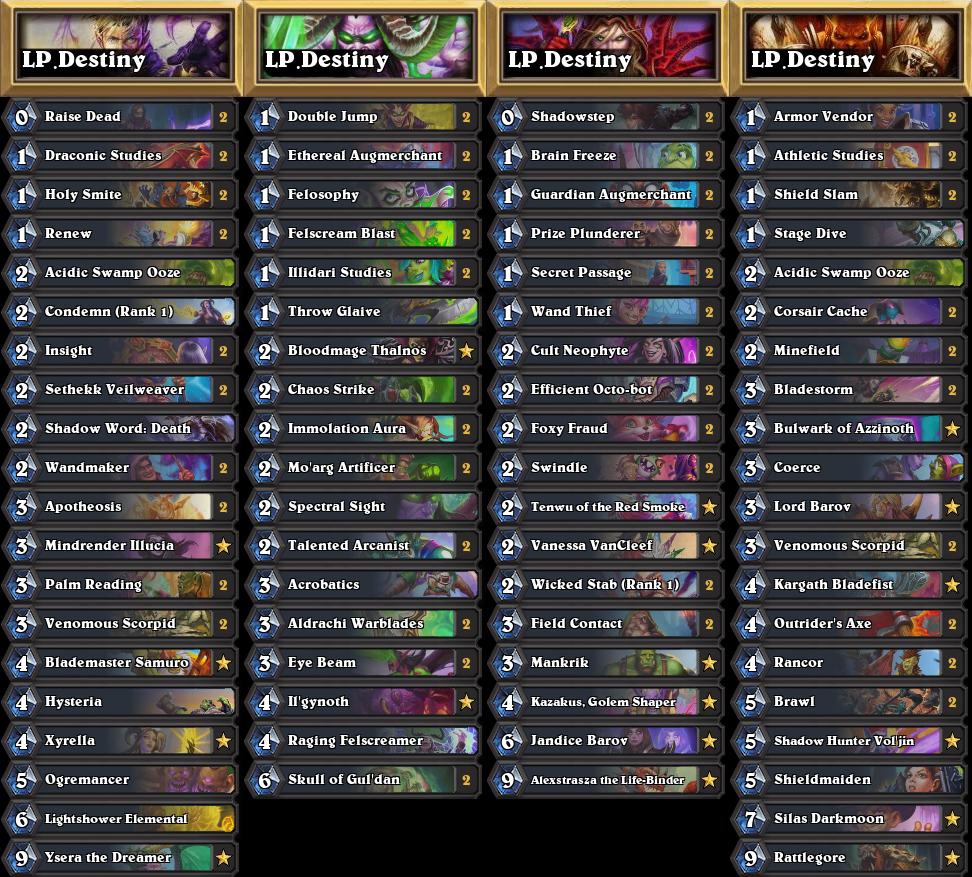 LP.Destiny
0 Raise Dead 2
1 Draconic Studies 2
1 Holy Smite 2
1 Renew 2
2 Acidic Swamp Ooze
2 Condemn (Rank 1)
2 Insight 2
2 Sethekk Veilweaver 2
2 Shadow Word: Death
2 Wandmaker 2
3 Apotheosis 2
3 Mindrender Illucia
3 Palm Reading 2
3 Venomous Scorpid 2
4 Blademaster Samuro
4 Hysteria
4 Xyrella
5 Ogremancer
6 Lightshower Elemental
9 Ysera the Dreamer
LP.Destiny
1 Double Jump 2
1 Ethereal Augmerchant 2
1 Felosophy 2
1 Felscream Blast 2
1 Illidari Studies 2
1 Throw Glaive
2 Bloodmage Thalnos
2 Chaos Strike 2
2 Immolation Aura 2
2 Mo'arg Artificer 2
2 Spectral Sight 2
2 Talented Arcanist 2
3 Acrobatics
3 Aldrachi Warblades 2
3 Eye Beam 2
4 Il'gynoth
4 Raging Felscreamer
6 Skull of Gul'dan 2
LP.Destiny
0 Shadowstep 2
1 Brain Freeze 2
1 Guardian Augmerchant 2
1 Prize Plunderer 2
1 Secret Passage 2
1 Wand Thief 2
2 Cult Neophyte 2
2 Efficient Octo-bot 2
2 Foxy Fraud 2
2 Swindle 2
2 Tenwu of the Red Smoke
2 Vanessa VanCleef
2 Wicked Stab (Rank 1) 2
3 Field Contact 2
3 Mankrik
4 Kazakus, Golem Shaper
6 Jandice Barov
9 Alexstrasza the Life-Binder
LP.Destiny
1 Armor Vendor 2
1 Athletic Studies 2
1 Shield Slam 2
1 Stage Dive
2 Acidic Swamp Ooze
2 Corsair Cache 2
2 Minefield 2
3 Bladestorm 2
3 Bulwark of Azzinoth
3 Coerce
3 Lord Barov
3 Venomous Scorpid 2
4 Kargath Bladefist
4 Outrider's Axe 2
4 Rancor 2
5 Brawl 2
5 Shadow Hunter Vol'jin
5 Shieldmaiden
7 Silas Darkmoon
9 Rattlegore